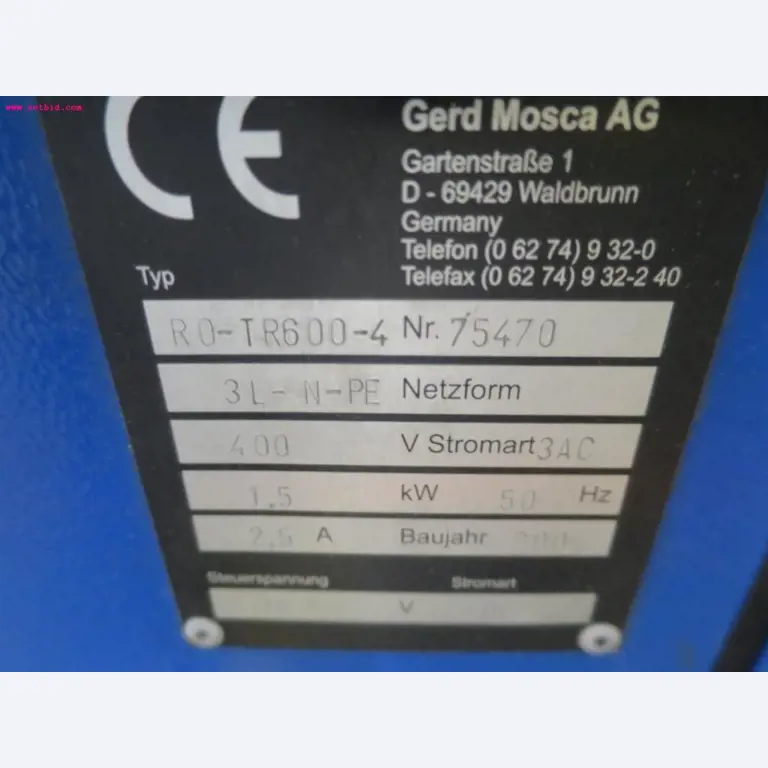 www.netbid.com
CE
Gerd Mosca AG
Gartenstraße 1
D - 69429 Waldbrunn
Germany
Telefon (0 62 74) 9 32-0
Telefax (0 62 74) 9 32-2 40
Typ
RO-TR600-4 Nr. 75470
3L-N-PE Netzform
400 V Stromart 3AC
1,5 kW 50 Hz
2,5 A Baujahr
Steuerspannung Stromart
V